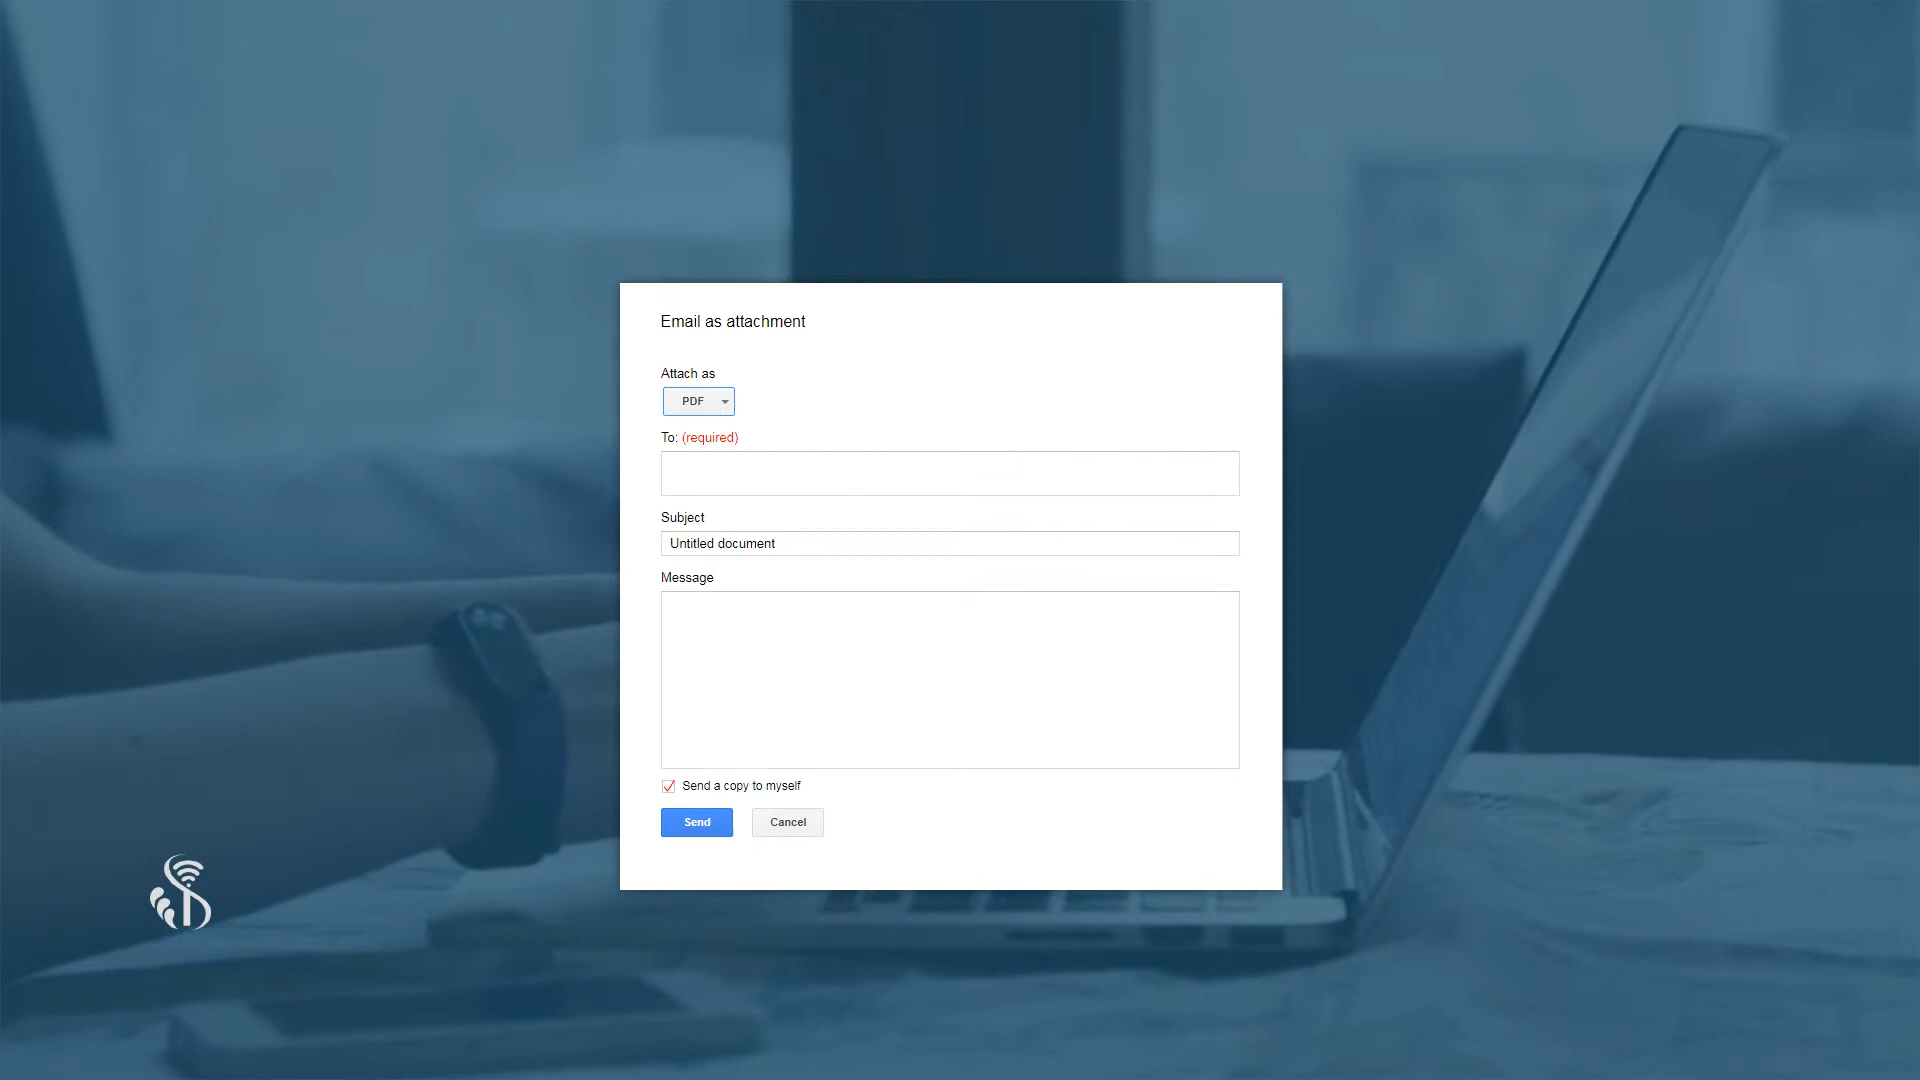 Email as attachment
Attach as
PDF
To: (required)
Subject
Untitled document
Message
Send a copy to myself
Send
Cancel